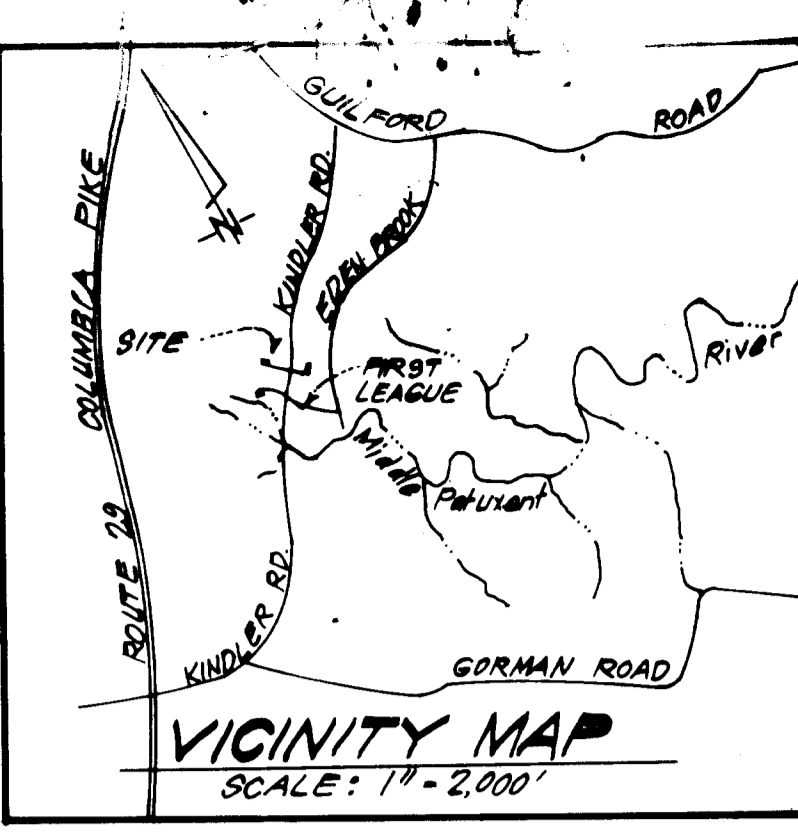 GUILFORD ROAD
COLUMBIA PIKE
KINDLER RD.
EDEN BROOK
N
SITE
FIRST
LEAGUE
River
Middle Patuxent
ROUTE 29
KINDLER RD.
GORMAN ROAD
VICINITY MAP
SCALE: 1" - 2,000'